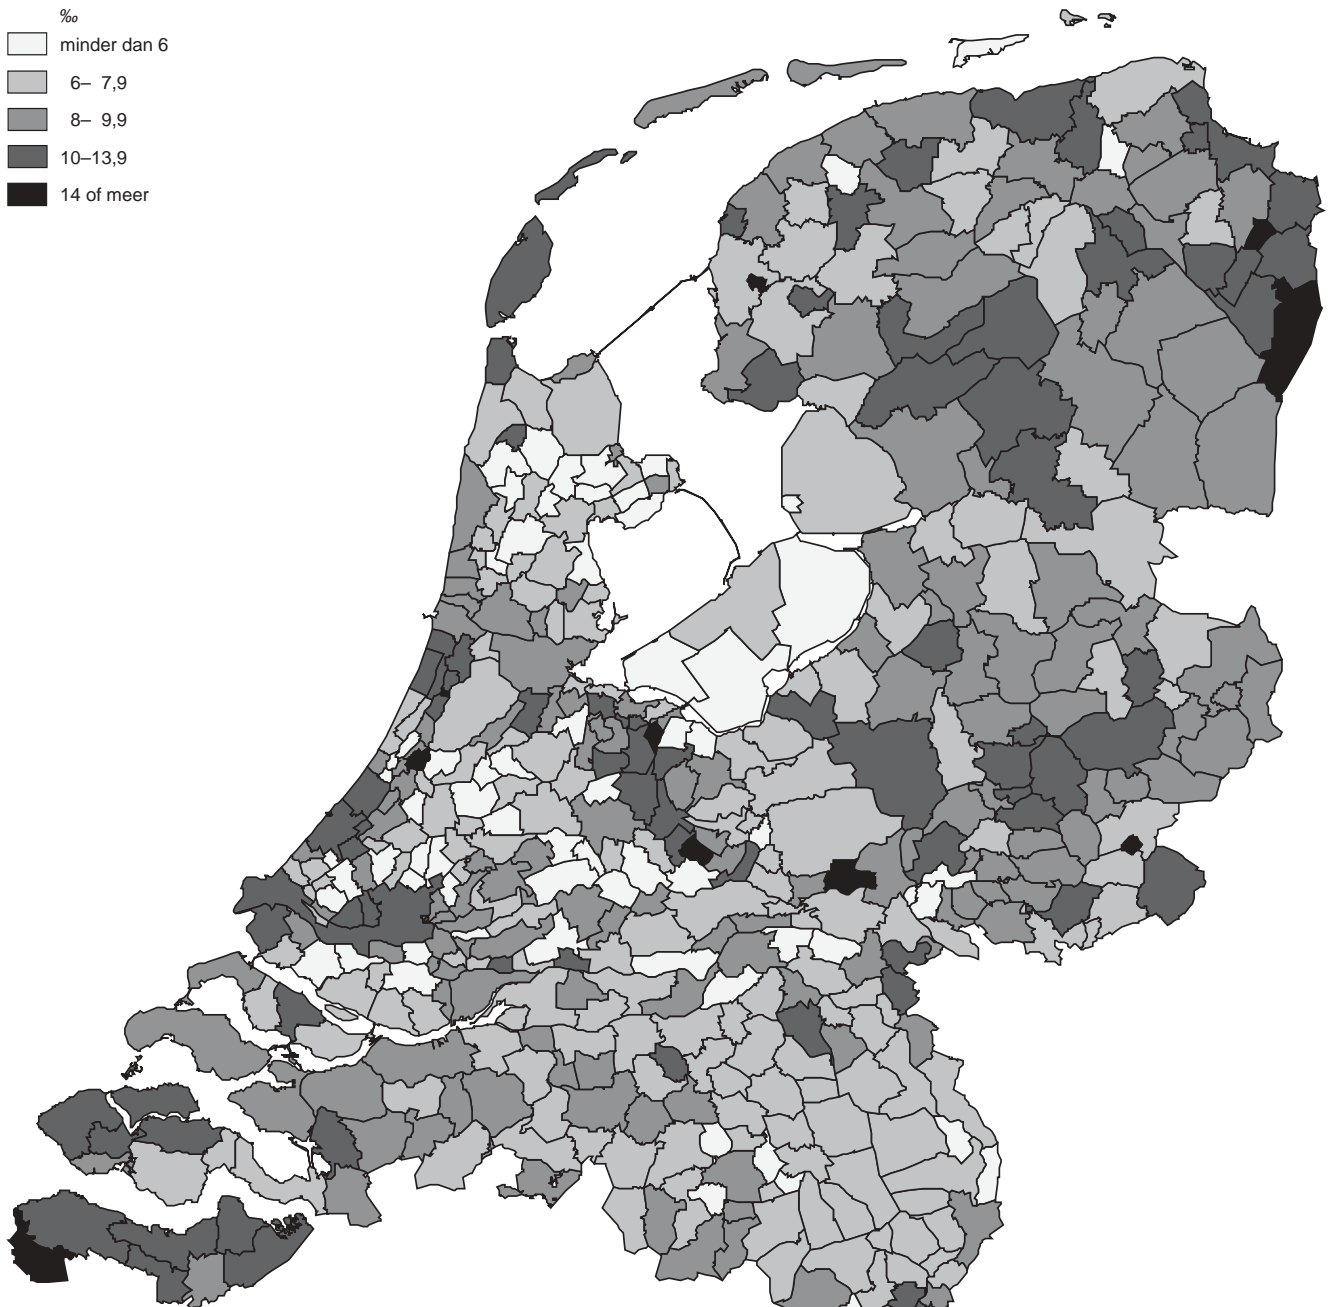 ‰
minder dan 6
6– 7,9
8– 9,9
10–13,9
14 of meer